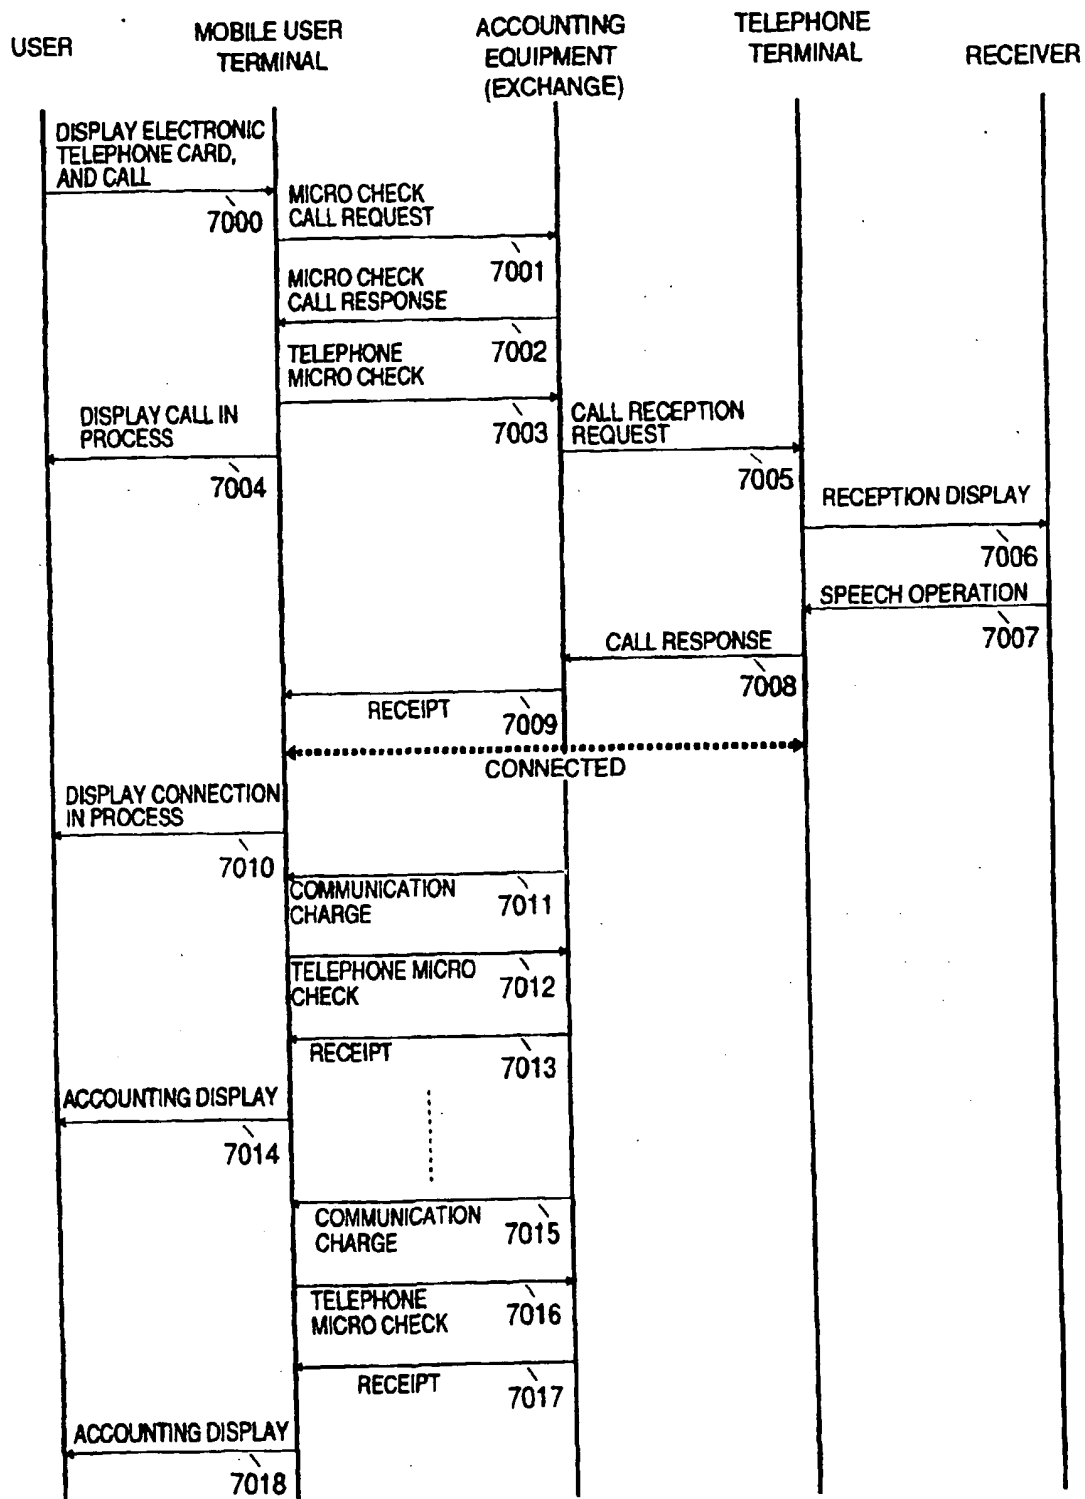 USER
MOBILE USER
TERMINAL
ACCOUNTING
EQUIPMENT
(EXCHANGE)
TELEPHONE
TERMINAL
RECEIVER
DISPLAY ELECTRONIC
TELEPHONE CARD,
AND CALL
7000
MICRO CHECK
CALL REQUEST
7001
MICRO CHECK
CALL RESPONSE
7002
TELEPHONE
MICRO CHECK
7003
DISPLAY CALL IN
PROCESS
7004
CALL RECEPTION
REQUEST
7005
RECEPTION DISPLAY
7006
SPEECH OPERATION
7007
CALL RESPONSE
7008
RECEIPT
7009
CONNECTED
DISPLAY CONNECTION
IN PROCESS
7010
COMMUNICATION
CHARGE
7011
TELEPHONE MICRO
CHECK
7012
RECEIPT
7013
ACCOUNTING DISPLAY
7014
COMMUNICATION
CHARGE
7015
TELEPHONE
MICRO CHECK
7016
RECEIPT
7017
ACCOUNTING DISPLAY
7018